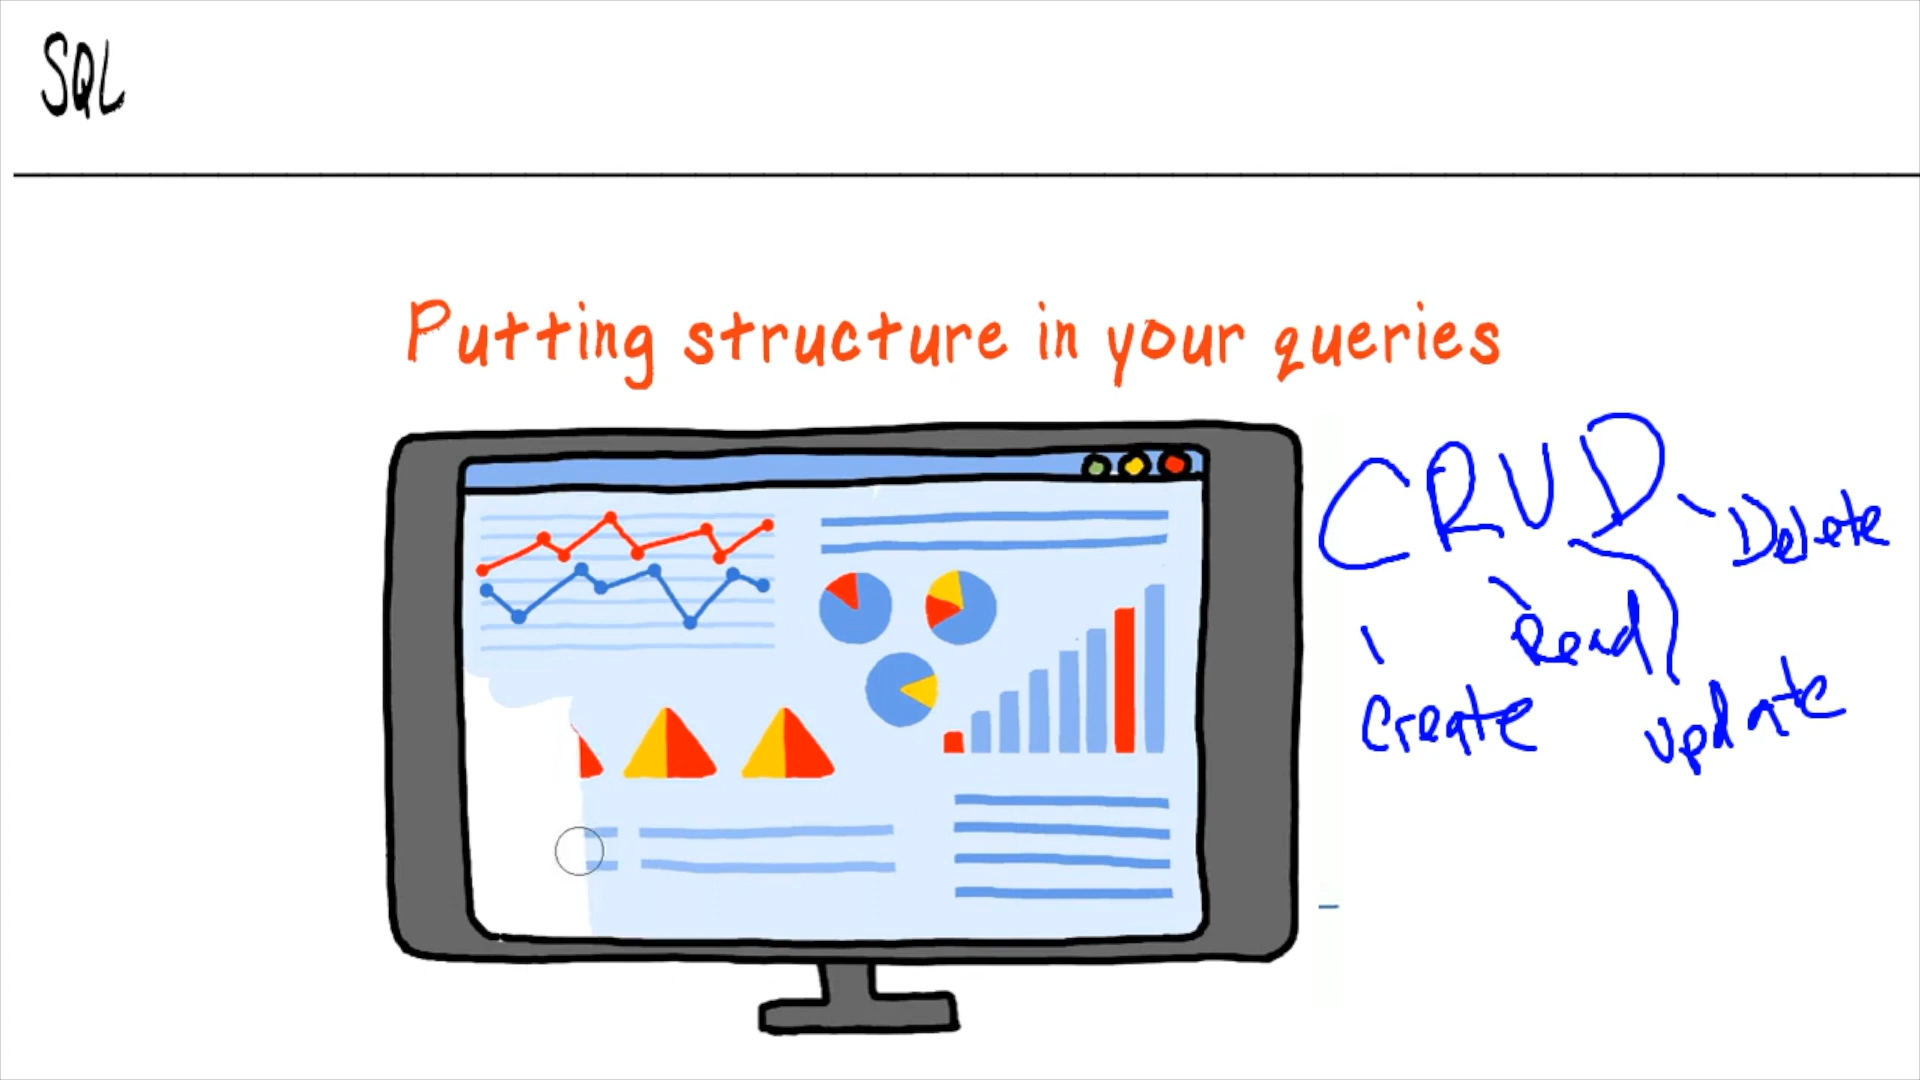 SQL
Putting structure in your queries
CRUD
Delete
Read
Create
Update